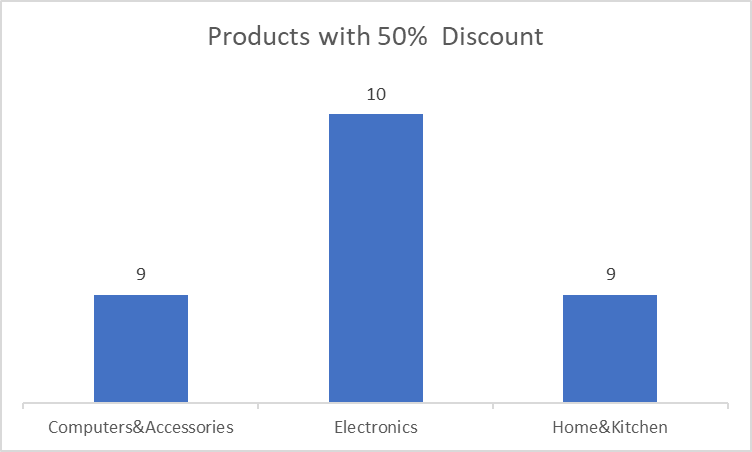 Products with 50%  Discount
10
9
9
Computers&Accessories
Electronics
Home&Kitchen